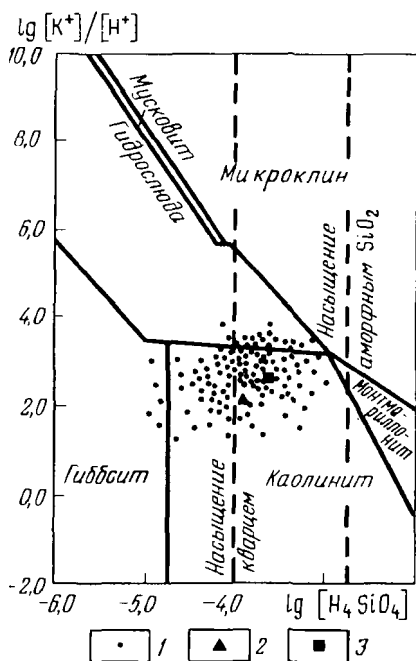 lg [K⁺]/[H⁺]
10,0
8,0
6,0
4,0
2,0
0,0
-2,0
Мусковит
Гидрослюда
Микроклин
Насыщение
аморфным SiO₂
монтмо-
риллонит
Гиббсит
Насыщение
кварцем
Каолинит
-6,0 -5,0 -4,0 lg [H₄SiO₄]
1 2 3